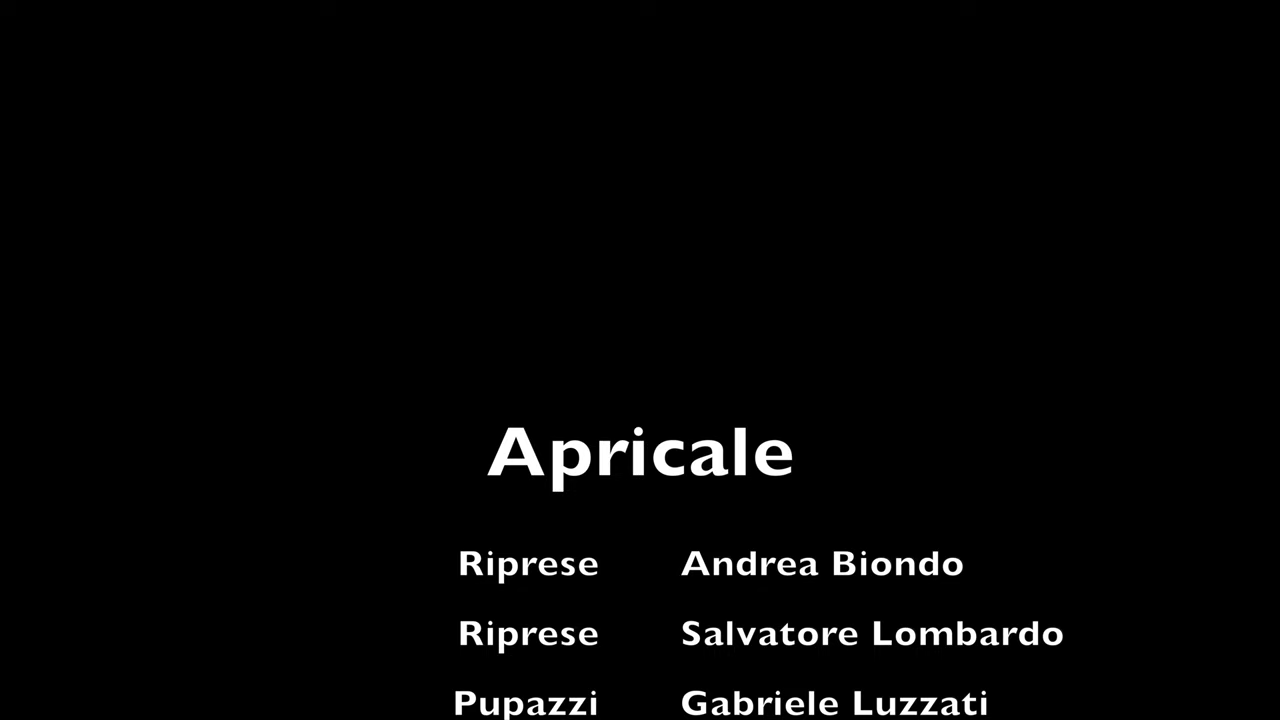 Apricale
Riprese Andrea Biondo
Riprese Salvatore Lombardo
Pupazzi Gabriele Luzzati